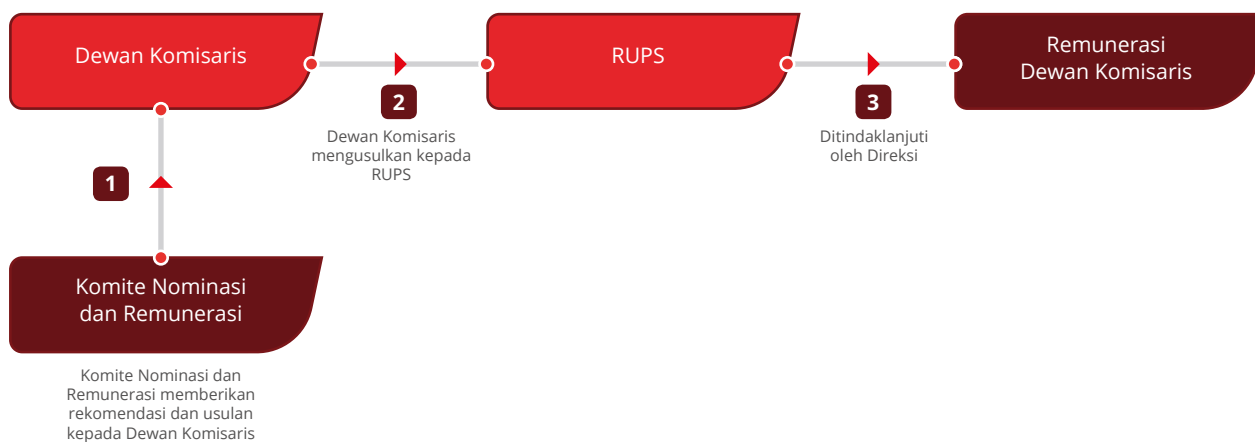 Dewan Komisaris
RUPS
Remunerasi
Dewan Komisaris
2
Dewan Komisaris
mengusulkan kepada
RUPS
3
Ditindaklanjuti
oleh Direksi
1
Komite Nominasi
dan Remunerasi
Komite Nominasi dan
Remunerasi memberikan
rekomendasi dan usulan
kepada Dewan Komisaris